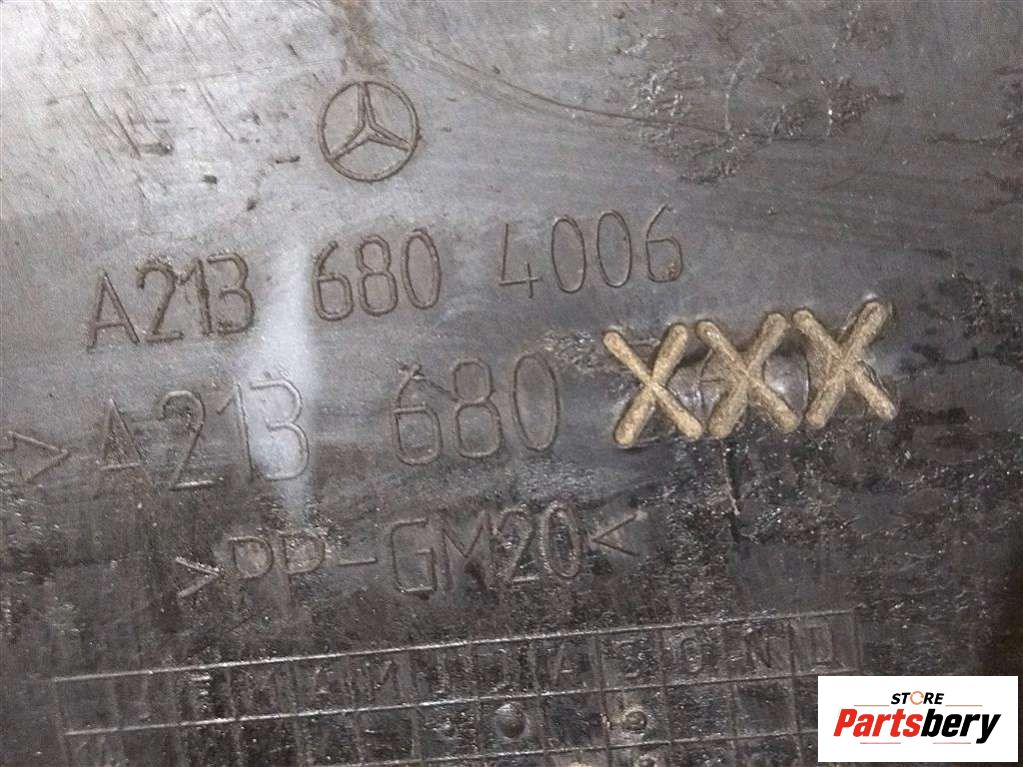 A213 680 4006
A213 680 XXX
>PP-GM20<
J F M A M J J A S O N D
STORE
Partsbery